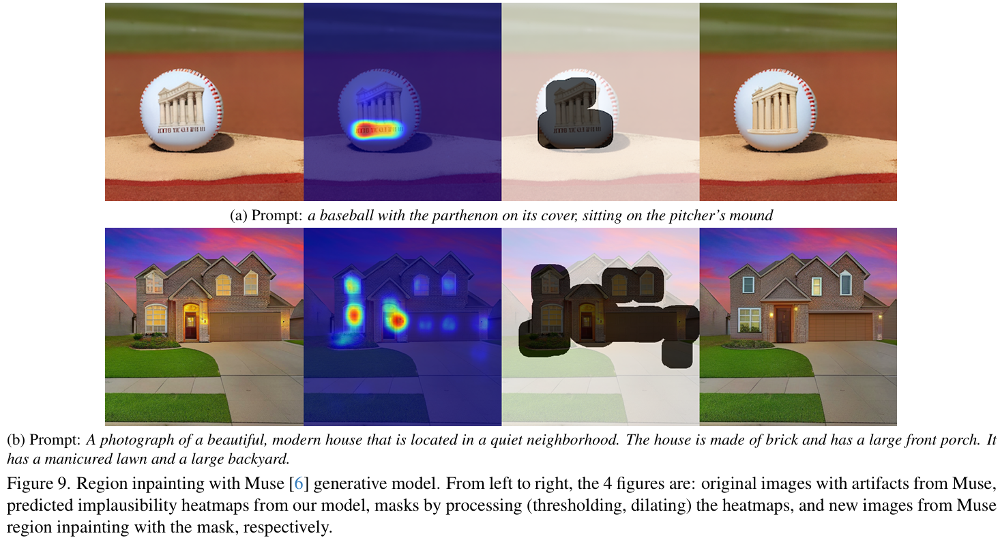 (a) Prompt: a baseball with the parthenon on its cover, sitting on the pitcher's mound
(b) Prompt: A photograph of a beautiful, modern house that is located in a quiet neighborhood. The house is made of brick and has a large front porch. It
has a manicured lawn and a large backyard.
Figure 9. Region inpainting with Muse [6] generative model. From left to right, the 4 figures are: original images with artifacts from Muse,
predicted implausibility heatmaps from our model, masks by processing (thresholding, dilating) the heatmaps, and new images from Muse
region inpainting with the mask, respectively.